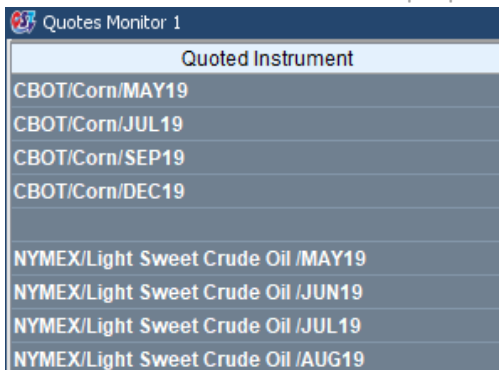 Quotes Monitor 1
Quoted Instrument
CBOT/Corn/MAY19
CBOT/Corn/JUL19
CBOT/Corn/SEP19
CBOT/Corn/DEC19
NYMEX/Light Sweet Crude Oil /MAY19
NYMEX/Light Sweet Crude Oil /JUN19
NYMEX/Light Sweet Crude Oil /JUL19
NYMEX/Light Sweet Crude Oil /AUG19